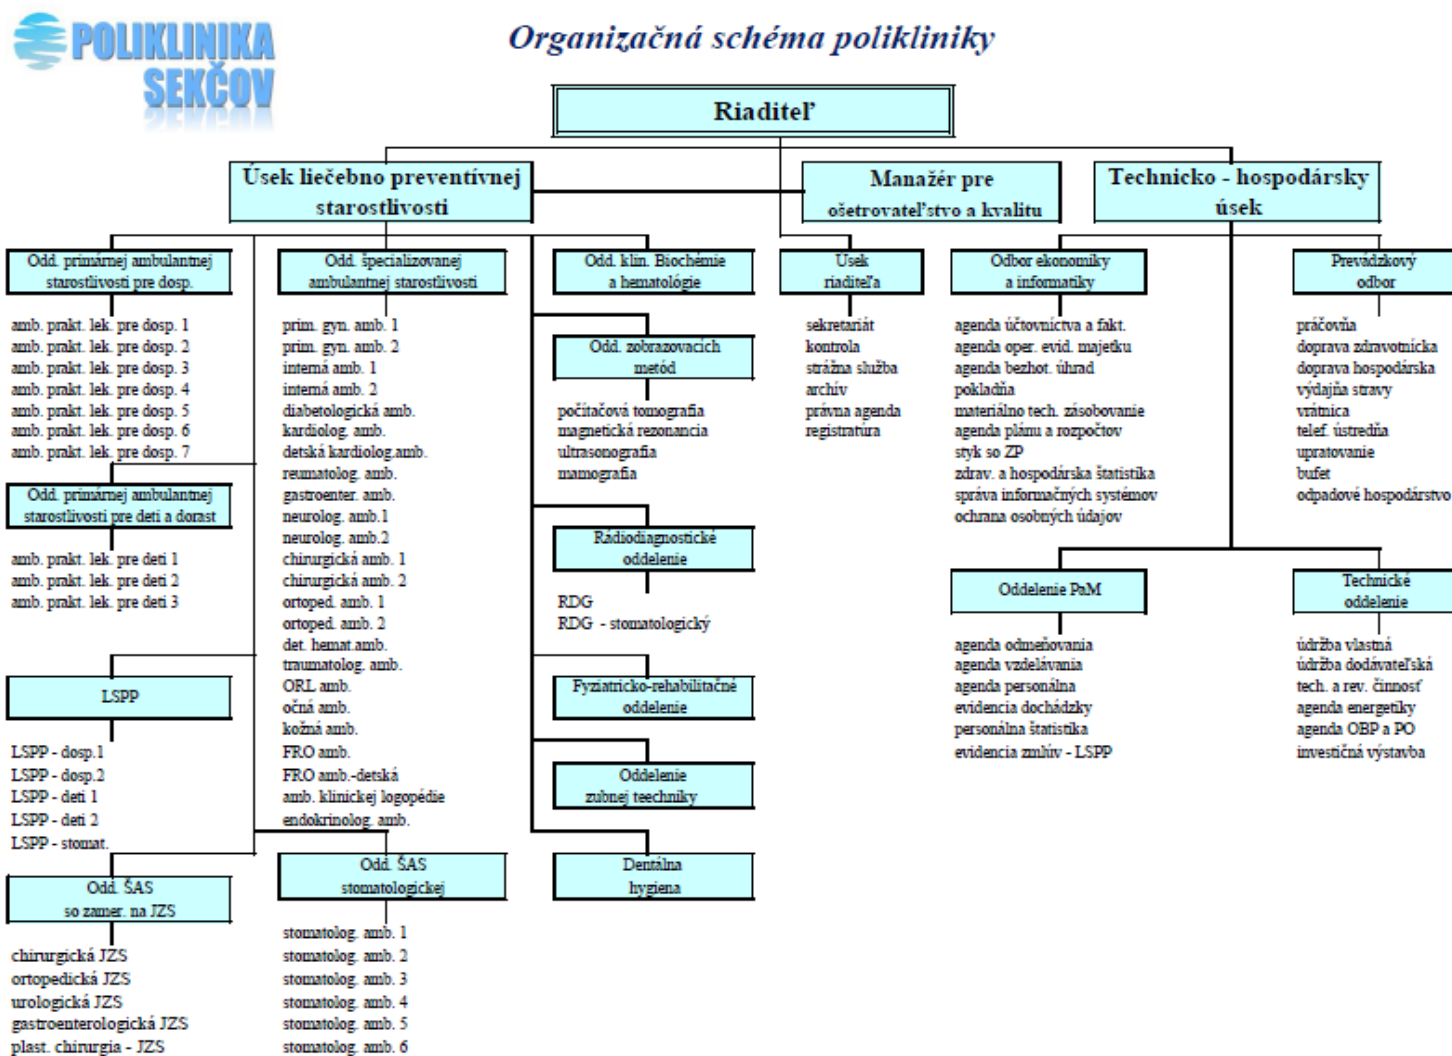 POLIKLINIKA
SEKČOV
Organizačná schéma polikliniky
Riaditeľ
Úsek liečebno preventívnej
starostlivosti
Manažér pre
ošetrovateľstvo a kvalitu
Technicko - hospodársky
úsek
Odd. primárnej ambulantnej
starostlivosti pre dosp.
amb. prakt. lek. pre dosp. 1
amb. prakt. lek. pre dosp. 2
amb. prakt. lek. pre dosp. 3
amb. prakt. lek. pre dosp. 4
amb. prakt. lek. pre dosp. 5
amb. prakt. lek. pre dosp. 6
amb. prakt. lek. pre dosp. 7
Odd. primárnej ambulantnej
starostlivosti pre deti a dorast
amb. prakt. lek. pre deti 1
amb. prakt. lek. pre deti 2
amb. prakt. lek. pre deti 3
LSPP
LSPP - dosp.1
LSPP - dosp.2
LSPP - deti 1
LSPP - deti 2
LSPP - stomat.
Odd. ŠAS
so zamer. na JZS
chirurgická JZS
ortopedická JZS
urologická JZS
gastroenterologická JZS
plast. chirurgia - JZS
Odd. špecializovanej
ambulantnej starostlivosti
prim. gyn. amb. 1
prim. gyn. amb. 2
interná amb. 1
interná amb. 2
diabetologická amb.
kardiolog. amb.
detská kardiolog.amb.
reumatolog. amb.
gastroenter. amb.
neurolog. amb.1
neurolog. amb.2
chirurgická amb. 1
chirurgická amb. 2
ortoped. amb. 1
ortoped. amb. 2
det. hemat.amb.
traumatolog. amb.
ORL amb.
očná amb.
kožná amb.
FRO amb.
FRO amb.-detská
amb. klinickej logopédie
endokrinolog. amb.
Odd. ŠAS
stomatologickej
stomatolog. amb. 1
stomatolog. amb. 2
stomatolog. amb. 3
stomatolog. amb. 4
stomatolog. amb. 5
stomatolog. amb. 6
Odd. klin. Biochémie
a hematológie
Odd. zobrazovacích
metód
počítačová tomografia
magnetická rezonancia
ultrasonografia
mamografia
Rádiodiagnostické
oddelenie
RDG
RDG - stomatologický
Fyziatricko-rehabilitačné
oddelenie
Oddelenie
zubnej teechniky
Dentálna
hygiena
Úsek
riaditeľa
sekretariát
kontrola
strážna služba
archív
právna agenda
registratúra
Odbor ekonomiky
a informatiky
agenda účtovníctva a fakt.
agenda oper. evid. majetku
agenda bezhot. úhrad
pokladňa
materiálno tech. zásobovanie
agenda plánu a rozpočtov
styk so ZP
zdrav. a hospodárska štatistika
správa informačných systémov
ochrana osobných údajov
Oddelenie PaM
agenda odmeňovania
agenda vzdelávania
agenda personálna
evidencia dochádzky
personálna štatistika
evidencia zmlúv - LSPP
Prevádzkový
odbor
práčovňa
doprava zdravotnícka
doprava hospodárska
výdajňa stravy
vrátnica
telef. ústredňa
upratovanie
bufet
odpadové hospodárstvo
Technické
oddelenie
údržba vlastná
údržba dodávateľská
tech. a rev. činnosť
agenda energetiky
agenda OBP a PO
investičná výstavba